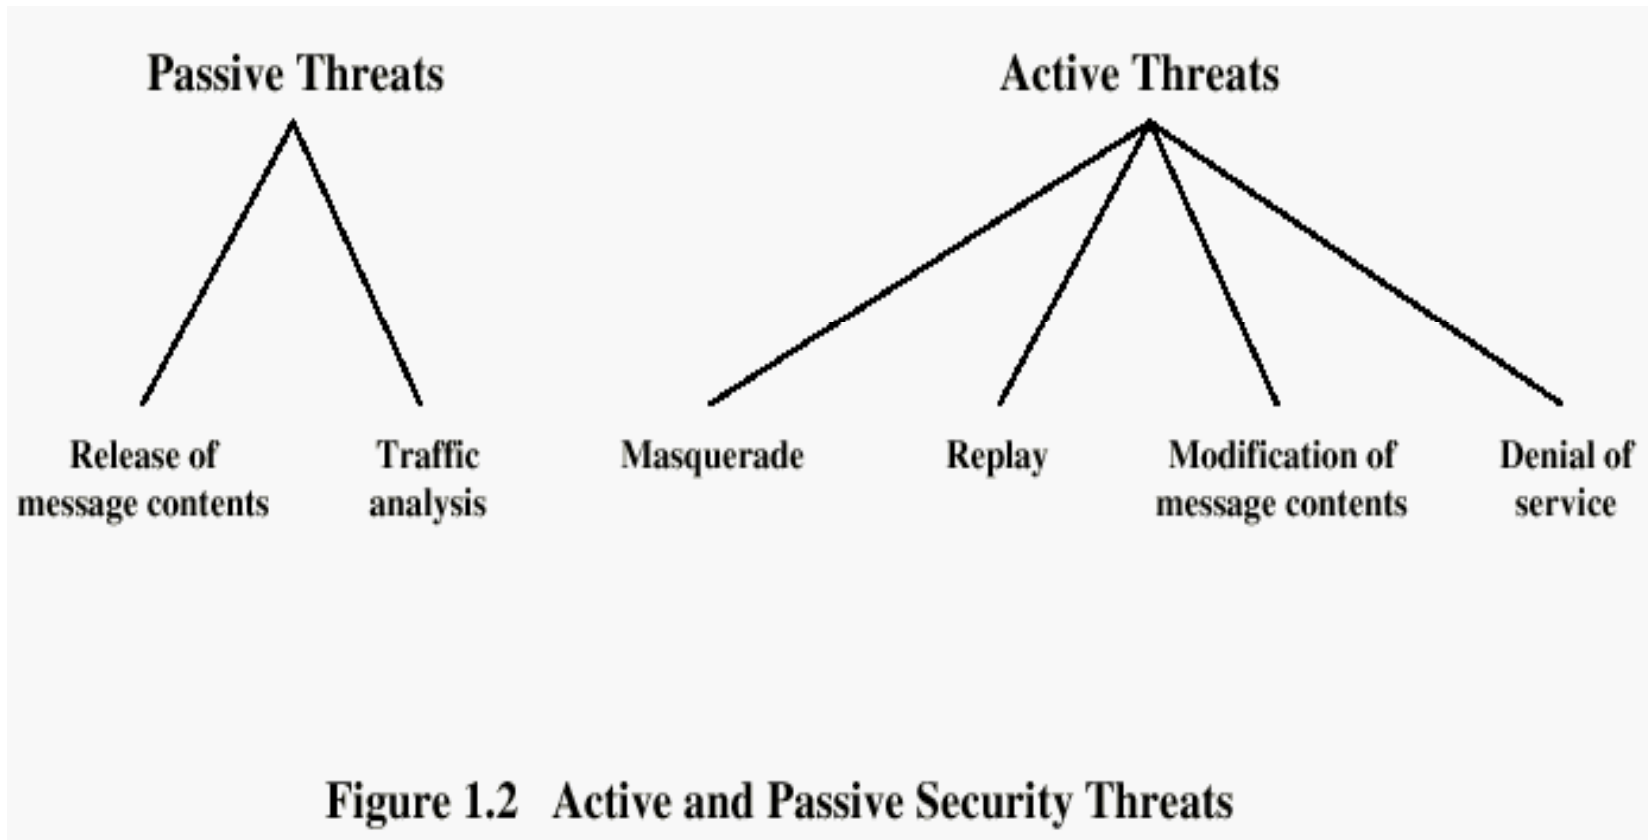 Passive Threats
Active Threats
Release of
message contents
Traffic
analysis
Masquerade
Replay
Modification of
message contents
Denial of
service
Figure 1.2 Active and Passive Security Threats